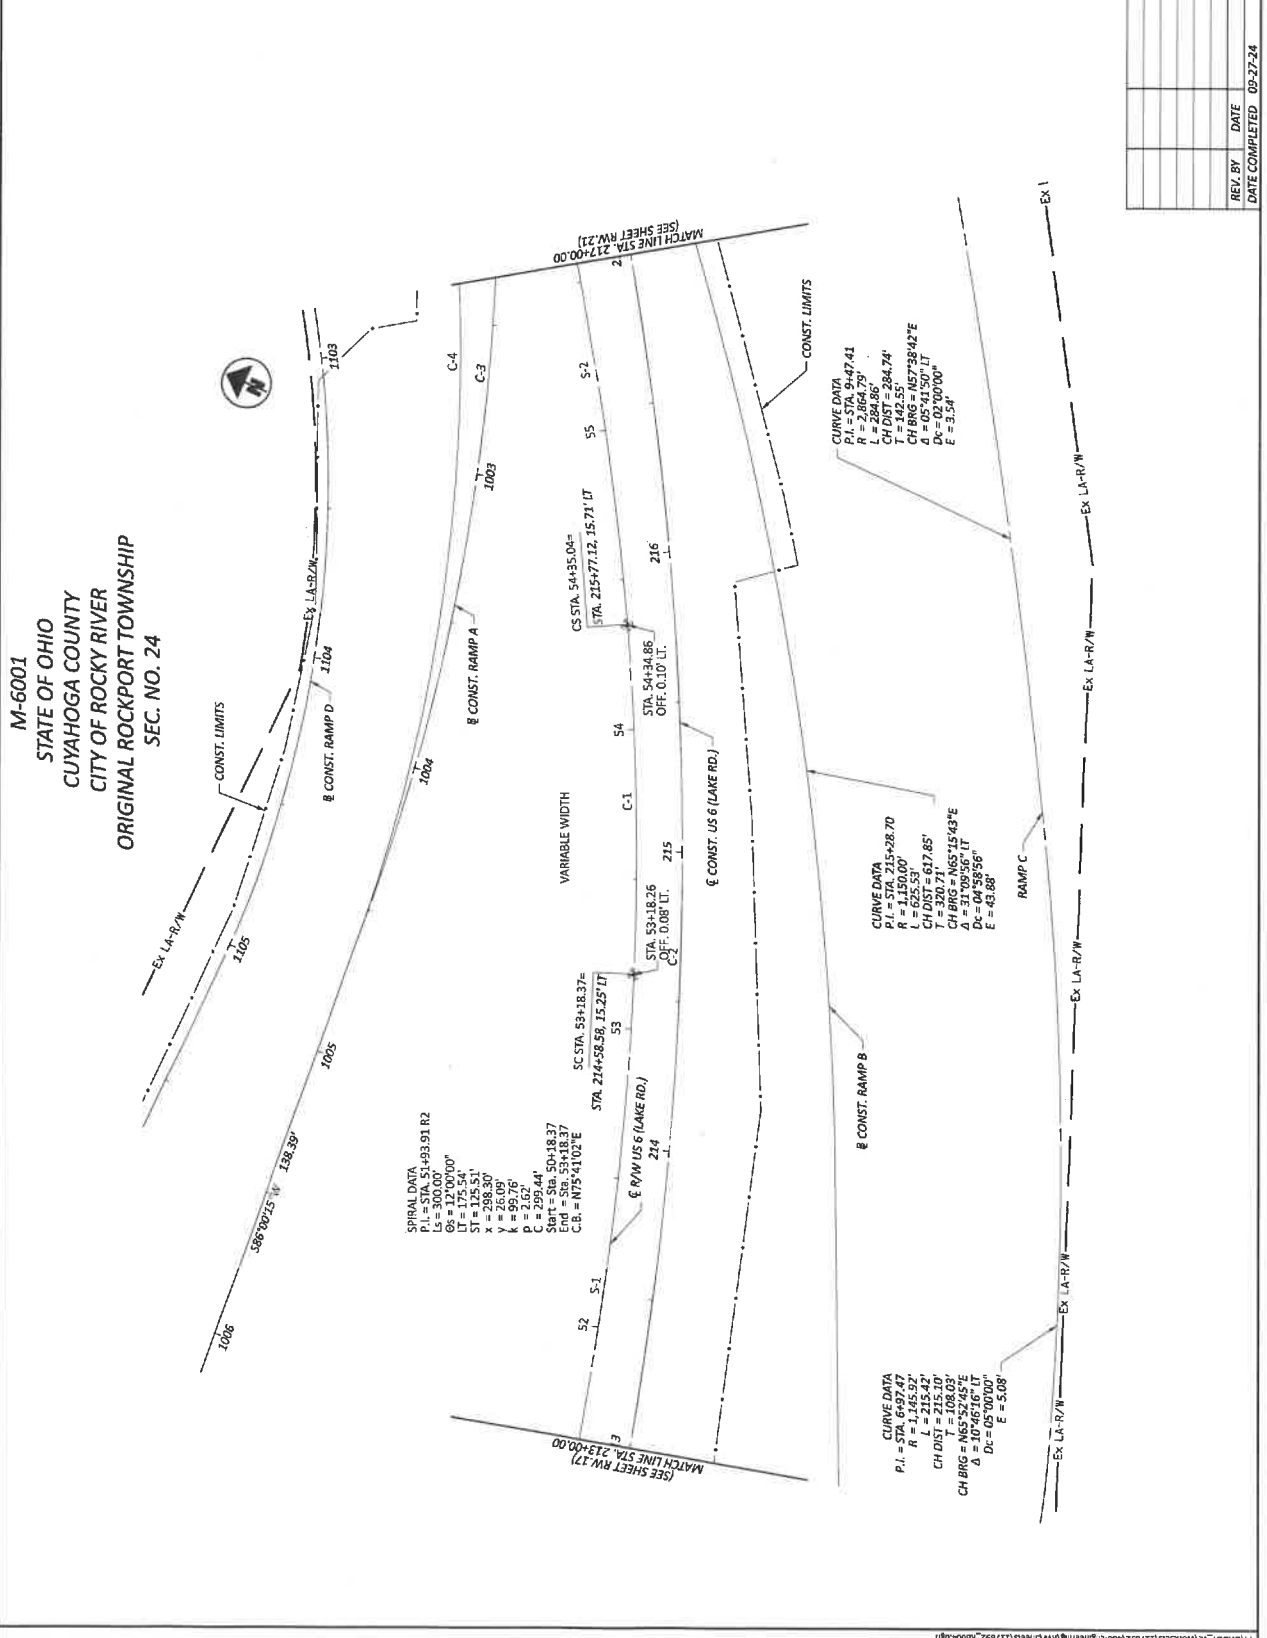 M-6001
STATE OF OHIO
CUYAHOGA COUNTY
CITY OF ROCKY RIVER
ORIGINAL ROCKPORT TOWNSHIP
SEC. NO. 24
CONST. LIMITS
Ex LA-R/W
Ex LA-R/W
1105
1104
1103
℄ CONST. RAMP D
N
1006
S86°00'15" W 138.39'
1005
1004
1003
℄ CONST. RAMP A
C-4
C-3
SPIRAL DATA
P.I. = STA. 51+93.91 R2
Ls = 300.00'
Θs = 12°00'00"
LT = 175.54'
ST = 125.51'
x = 298.30'
y = 26.09'
k = 99.76'
p = 2.62'
C = 299.44'
Start = Sta. 50+18.37
End = Sta. 53+18.37
C.B. = N75°41'02"E
VARIABLE WIDTH
SC STA. 53+18.37=
STA. 214+58.58, 15.25' LT
CS STA. 54+35.04=
STA. 215+77.12, 15.71' LT
52
S-1
53
C-1
54
55
S-2
℄ R/W US 6 (LAKE RD.)
STA. 53+18.26
OFF. 0.08' LT.
C-2
STA. 54+34.86
OFF. 0.10' LT.
3
214
215
216
2
℄ CONST. US 6 (LAKE RD.)
MATCH LINE STA. 213+00.00
(SEE SHEET RW.17)
MATCH LINE STA. 217+00.00
(SEE SHEET RW.21)
CONST. LIMITS
℄ CONST. RAMP B
CURVE DATA
P.I. = STA. 9+47.41
R = 2,864.79'
L = 284.86'
CH DIST = 284.74'
T = 142.55'
CH BRG = N57°38'42"E
Δ = 05°41'50" LT
Dc = 02°00'00"
E = 3.54'
CURVE DATA
P.I. = STA. 215+28.70
R = 1,150.00'
L = 625.53'
CH DIST = 617.85'
T = 320.71'
CH BRG = N65°15'43"E
Δ = 31°09'56" LT
Dc = 04°58'56"
E = 43.88'
CURVE DATA
P.I. = STA. 6+97.47
R = 1,145.92'
L = 215.42'
CH DIST = 215.10'
T = 108.03'
CH BRG = N65°52'45"E
Δ = 10°46'16" LT
Dc = 05°00'00"
E = 5.08'
RAMP C
Ex LA-R/W
Ex LA-R/W
Ex LA-R/W
Ex LA-R/W
Ex LA-R/W
Ex l
REV. BY DATE
DATE COMPLETED 09-27-24